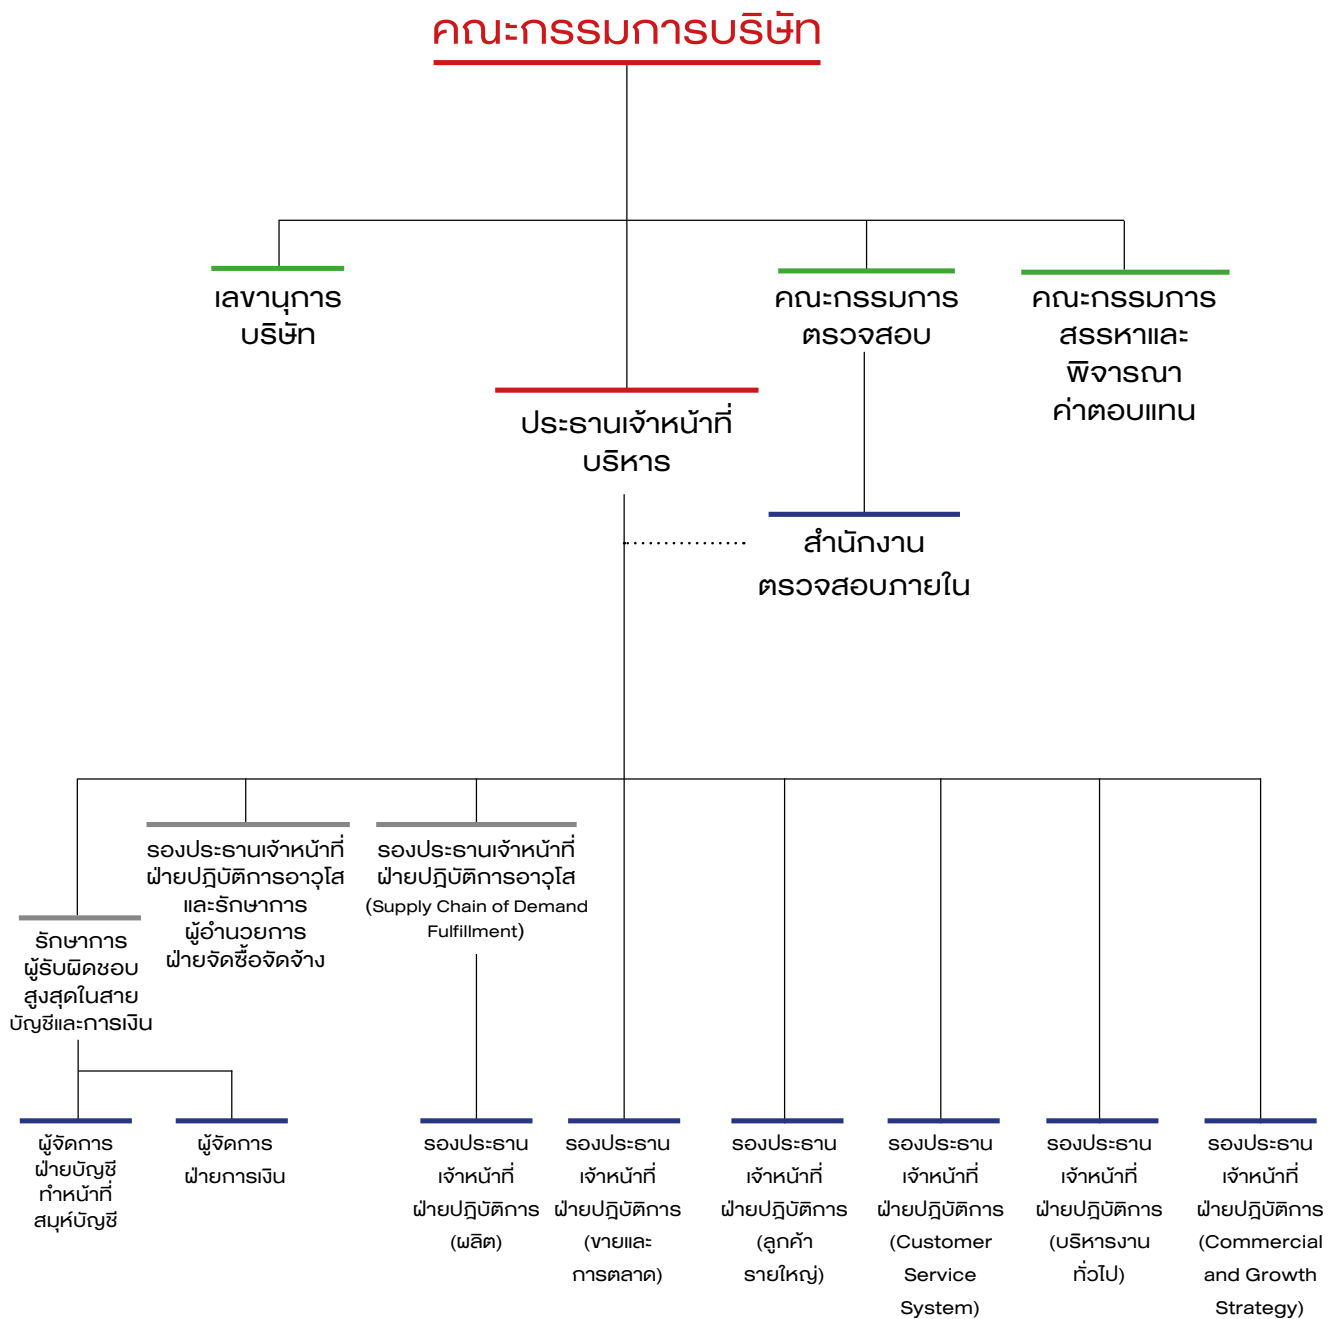 คณะกรรมการบริษัท
เลขานุการ
บริษัท
คณะกรรมการ
ตรวจสอบ
คณะกรรมการ
สรรหาและ
พิจารณา
ค่าตอบแทน
ประธานเจ้าหน้าที่
บริหาร
สำนักงาน
ตรวจสอบภายใน
รักษาการ
ผู้รับผิดชอบ
สูงสุดในสาย
บัญชีและการเงิน
รองประธานเจ้าหน้าที่
ฝ่ายปฎิบัติการอาวุโส
และรักษาการ
ผู้อำนวยการ
ฝ่ายจัดซื้อจัดจ้าง
รองประธานเจ้าหน้าที่
ฝ่ายปฎิบัติการอาวุโส
(Supply Chain of Demand
Fulfillment)
ผู้จัดการ
ฝ่ายบัญชี
ทำหน้าที่
สมุห์บัญชี
ผู้จัดการ
ฝ่ายการเงิน
รองประธาน
เจ้าหน้าที่
ฝ่ายปฎิบัติการ
(ผลิต)
รองประธาน
เจ้าหน้าที่
ฝ่ายปฎิบัติการ
(ขายและ
การตลาด)
รองประธาน
เจ้าหน้าที่
ฝ่ายปฎิบัติการ
(ลูกค้า
รายใหญ่)
รองประธาน
เจ้าหน้าที่
ฝ่ายปฎิบัติการ
(Customer
Service
System)
รองประธาน
เจ้าหน้าที่
ฝ่ายปฎิบัติการ
(บริหารงาน
ทั่วไป)
รองประธาน
เจ้าหน้าที่
ฝ่ายปฎิบัติการ
(Commercial
and Growth
Strategy)